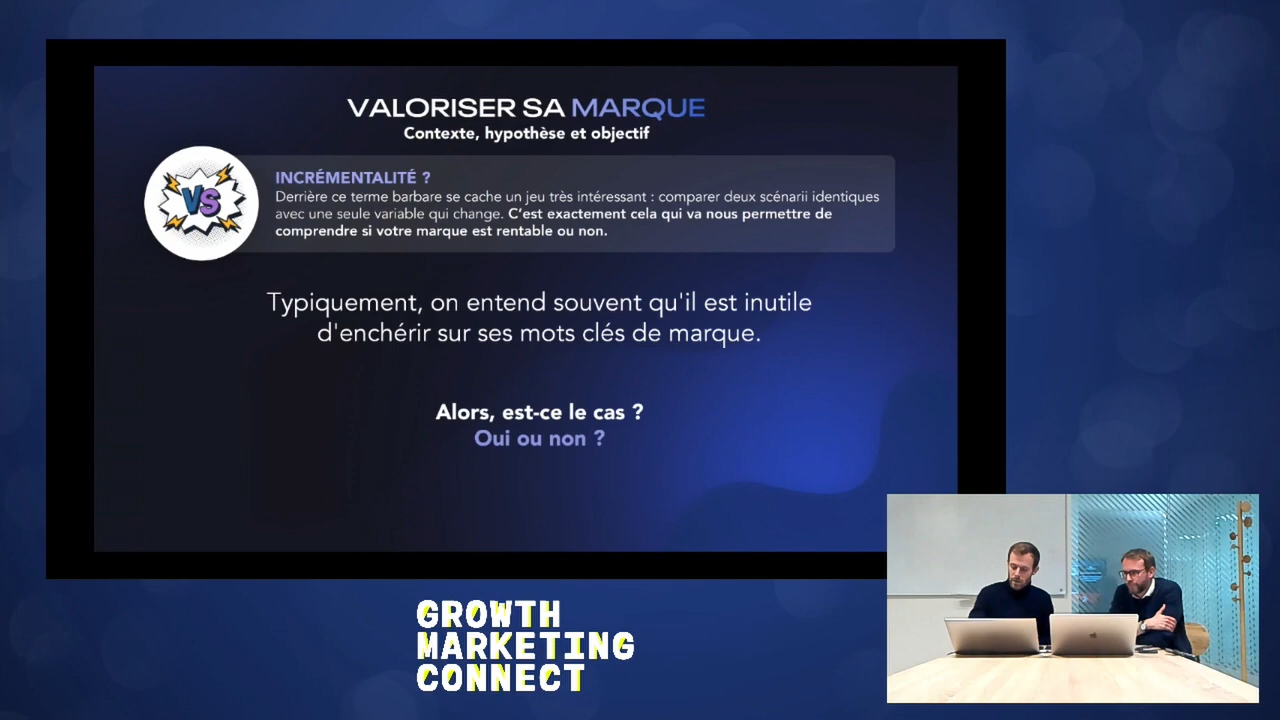 VALORISER SA MARQUE
Contexte, hypothèse et objectif
VS
INCRÉMENTALITÉ ?
Derrière ce terme barbare se cache un jeu très intéressant : comparer deux scénarii identiques
avec une seule variable qui change. C'est exactement cela qui va nous permettre de
comprendre si votre marque est rentable ou non.
Typiquement, on entend souvent qu'il est inutile
d'enchérir sur ses mots clés de marque.
Alors, est-ce le cas ?
Oui ou non ?
GROWTH
MARKETING
CONNECT